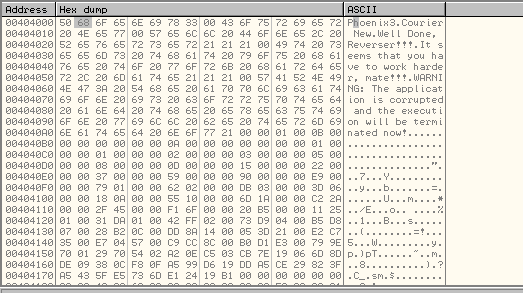 Address Hex dump ASCII
00404000 50 68 6F 65 6E 69 78 33 00 43 6F 75 72 69 65 72 Phoenix3.Courier
00404010 20 4E 65 77 00 57 65 6C 6C 20 44 6F 6E 65 2C 20 New.Well Done,
00404020 52 65 76 65 72 73 65 72 21 21 21 00 49 74 20 73 Reverser!!!.It s
00404030 65 65 6D 73 20 74 68 61 74 20 79 6F 75 20 68 61 eems that you ha
00404040 76 65 20 74 6F 20 77 6F 72 6B 20 68 61 72 64 65 ve to work harde
00404050 72 2C 20 6D 61 74 65 21 21 21 00 57 41 52 4E 49 r, mate!!!.WARNI
00404060 4E 47 3A 20 54 68 65 20 61 70 70 6C 69 63 61 74 NG: The applicat
00404070 69 6F 6E 20 69 73 20 63 6F 72 72 75 70 74 65 64 ion is corrupted
00404080 20 61 6E 64 20 74 68 65 20 65 78 65 63 75 74 69 and the executi
00404090 6F 6E 20 77 69 6C 6C 20 62 65 20 74 65 72 6D 69 on will be termi
004040A0 6E 61 74 65 64 20 6E 6F 77 21 00 00 01 00 0B 00 nated now!......
004040B0 00 00 00 00 00 0A 00 00
004040C0 00 00 01 00 00 00 02 00 00 00 03 00 00 00 05 00
004040D0 00 00 08 00 00 00 0D 00 00 00 15 00 00 00 22 00
004040E0 00 00 37 00 00 00 59 00 00 00 90 00 00 00 E9 00
004040F0 00 00 79 01 00 00 62 02 00 00 DB 03 00 00 3D 06
00404100 00 00 18 0A 00 00 55 10 00 00 6D 1A 00 00 C2 2A
00404110 00 00 2F 45 00 00 F1 6F 00 00 20 B5 00 00 11 25
00404120 01 00 31 DA 01 00 42 FF 02 00 73 D9 04 00 B5 D8
00404130 07 00 28 B2 0C 00 DD 8A 14 00 05 3D 21 00 E2 C7
00404140 35 00 E7 04 57 00 C9 CC 8C 00 B0 D1 E3 00 79 9E
00404150 70 01 29 70 54 02 A2 0E C5 03 CB 7E 19 06 6D 8D
00404160 DE 09 38 0C F8 0F A5 99 D6 19 DD A5 CE 29 82 3F
00404170 A5 43 5F E5 73 6D E1 24 19 B1 00 00 00 00 00 00